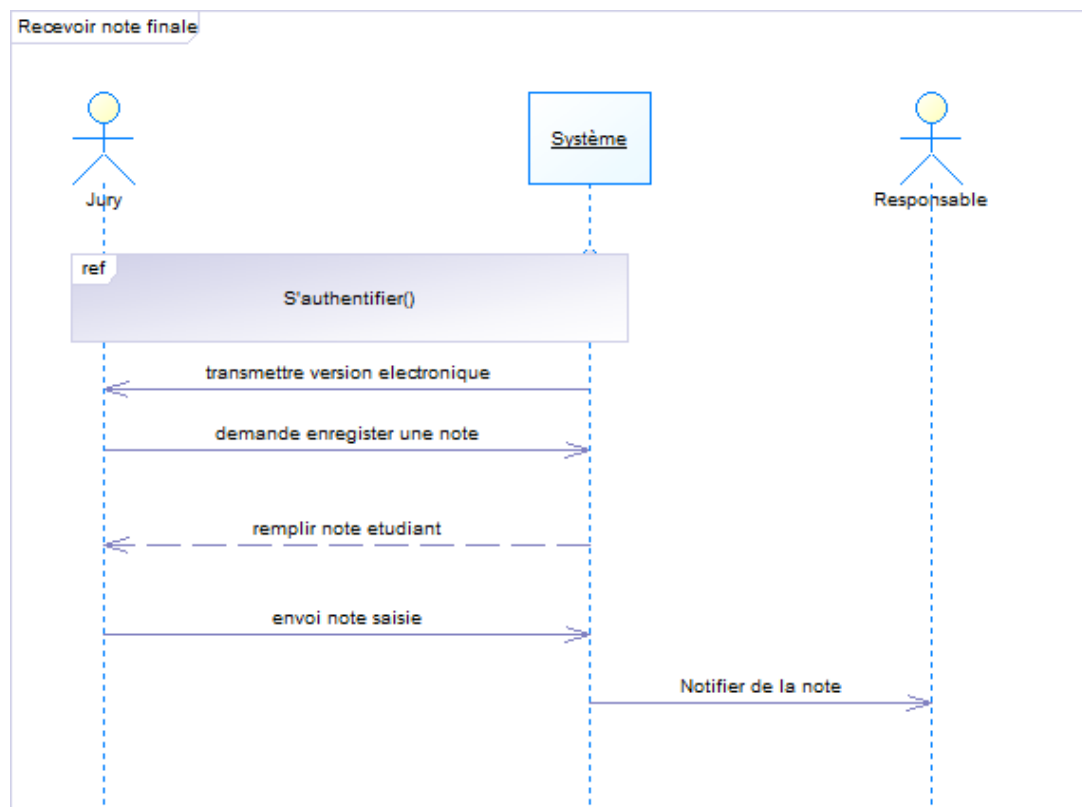 Recevoir note finale
Système
Jury
Responsable
ref
S'authentifier()
transmettre version electronique
demande enregister une note
remplir note etudiant
envoi note saisie
Notifier de la note